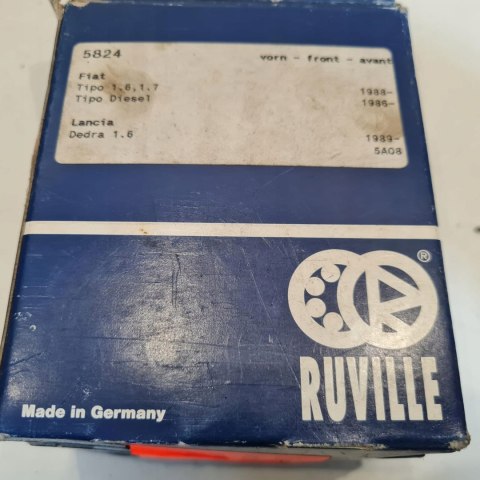 5824 vorn - front - avant
Fiat
Tipo 1.6,1.7 1988-
Tipo Diesel 1986-
Lancia
Dedra 1.6 1989-
5A08
®
RUVILLE
Made in Germany